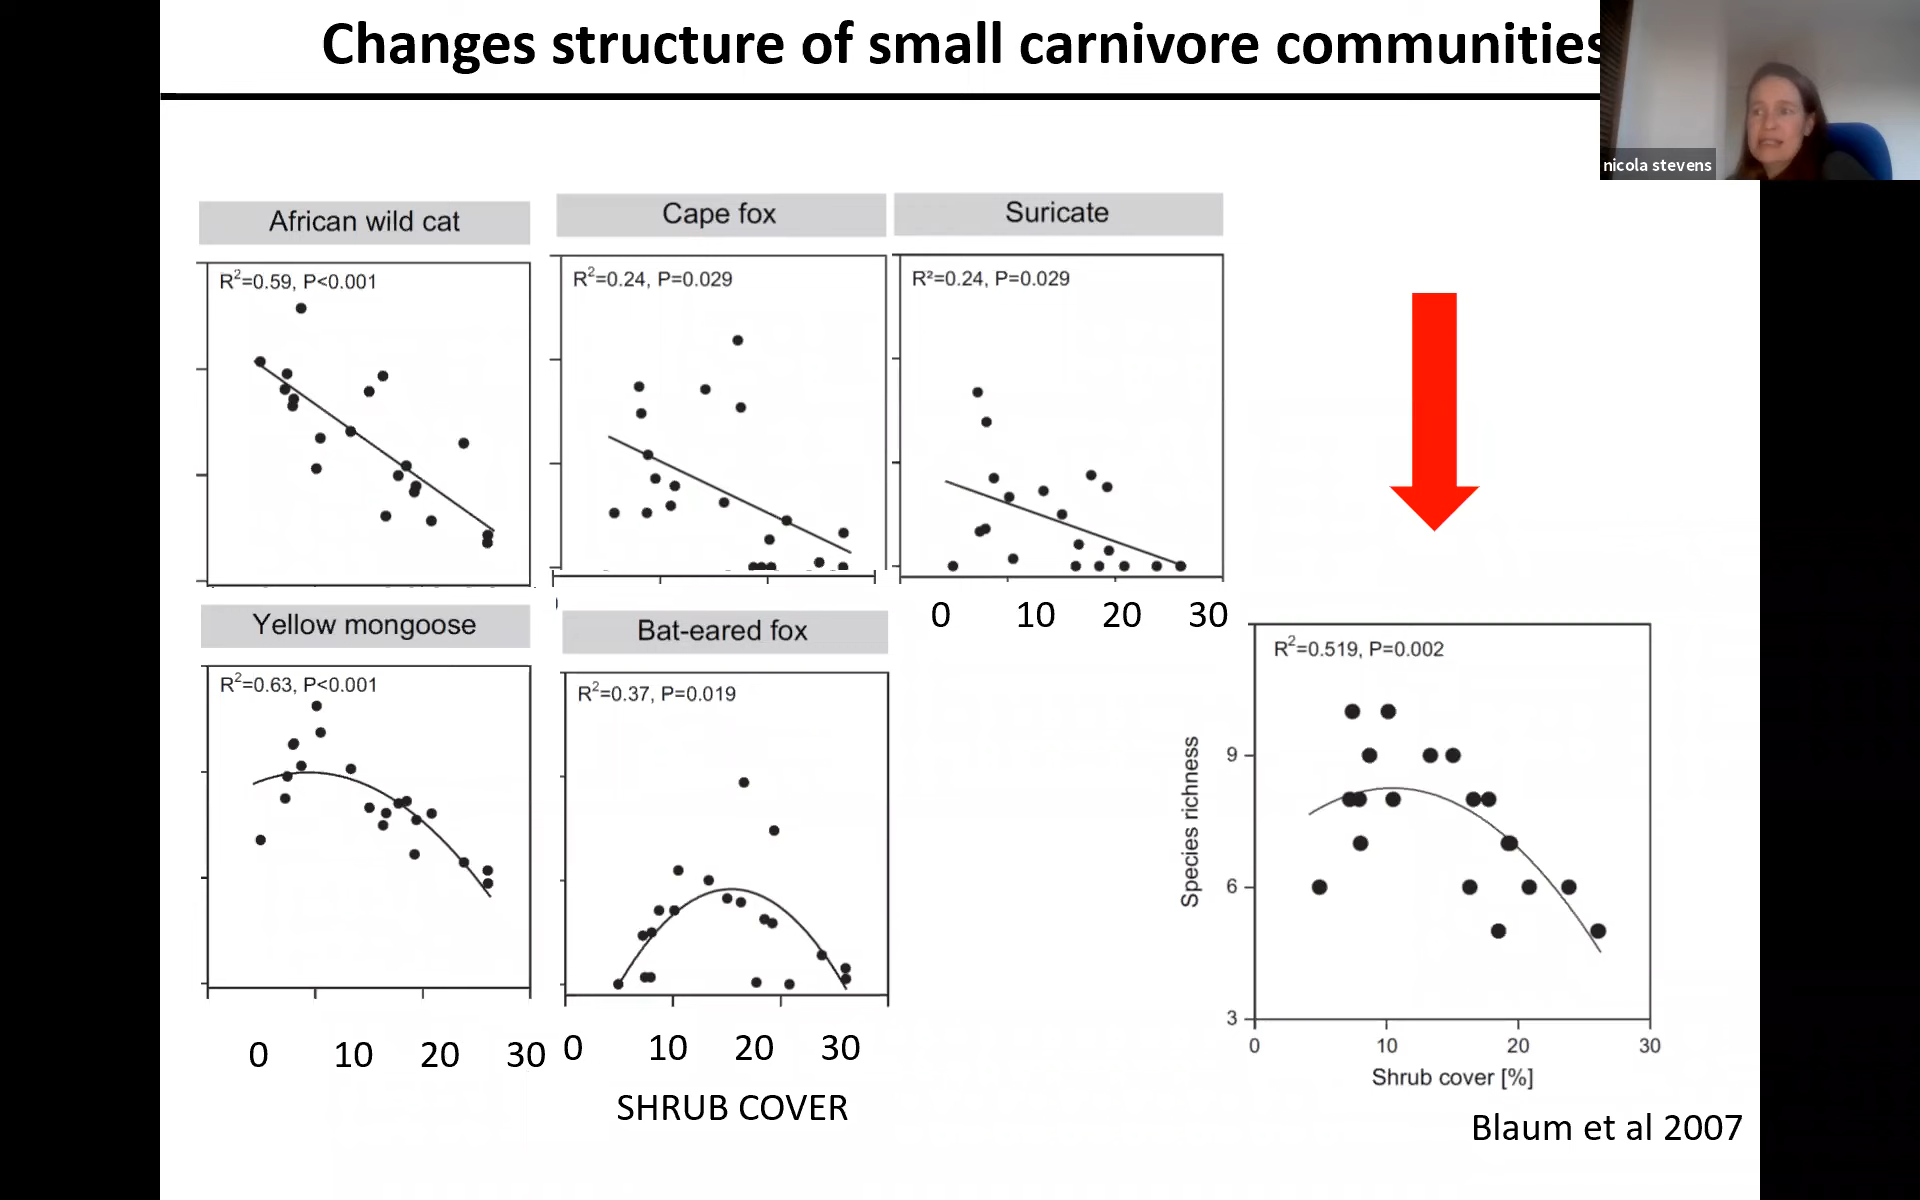 Changes structure of small carnivore communities
nicola stevens
African wild cat
R²=0.59, P<0.001
Cape fox
R²=0.24, P=0.029
Suricate
R²=0.24, P=0.029
0 10 20 30
Yellow mongoose
R²=0.63, P<0.001
0 10 20 30
Bat-eared fox
R²=0.37, P=0.019
0 10 20 30
SHRUB COVER
R²=0.519, P=0.002
Species richness
9
6
3
0 10 20 30
Shrub cover [%]
Blaum et al 2007